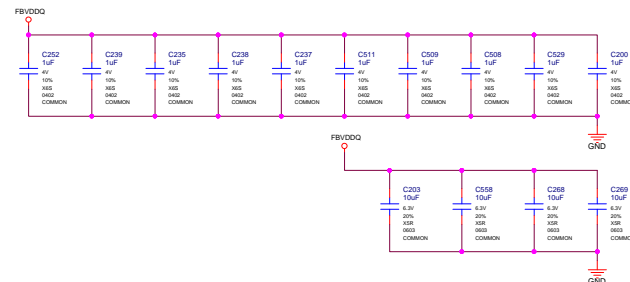 FBVDDQ
C252 C239 C235 C238 C237 C511 C509 C508 C529 C200
1uF 1uF 1uF 1uF 1uF 1uF 1uF 1uF 1uF 1uF
4V 4V 4V 4V 4V 4V 4V 4V 4V 4V
10% 10% 10% 10% 10% 10% 10% 10% 10% 10%
X6S X6S X6S X6S X6S X6S X6S X6S X6S X6S
0402 0402 0402 0402 0402 0402 0402 0402 0402 0402
COMMON COMMON COMMON COMMON COMMON COMMON COMMON COMMON COMMON COMMO
GND
FBVDDQ
C203 C558 C268 C269
10uF 10uF 10uF 10uF
6.3V 6.3V 6.3V 6.3V
20% 20% 20% 20%
X5R X5R X5R X5R
0603 0603 0603 0603
COMMON COMMON COMMON COMMO
GND